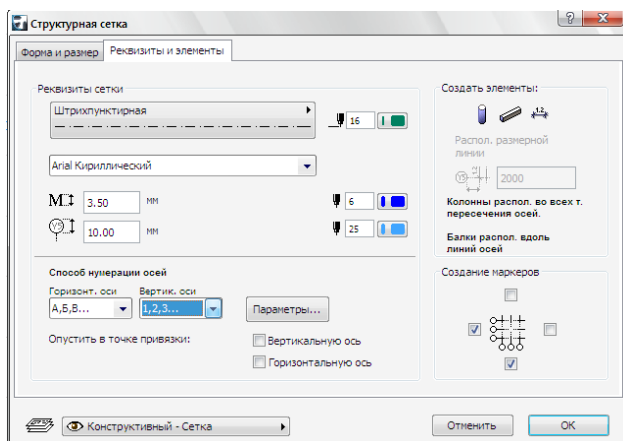 Структурная сетка
Форма и размер
Реквизиты и элементы
Реквизиты сетки
Штрихпунктирная
16
Arial Кириллический
М
3.50
мм
6
10.00
мм
25
Способ нумерации осей
Горизонт. оси
Вертик. оси
А,Б,В...
1,2,3...
Параметры...
Опустить в точке привязки:
Вертикальную ось
Горизонтальную ось
Создать элементы:
1,2
Распол. размерной
линии
2000
Колонны распол. во всех т.
пересечения осей.
Балки распол. вдоль
линий осей
Создание маркеров
Конструктивный - Сетка
Отменить
ОК